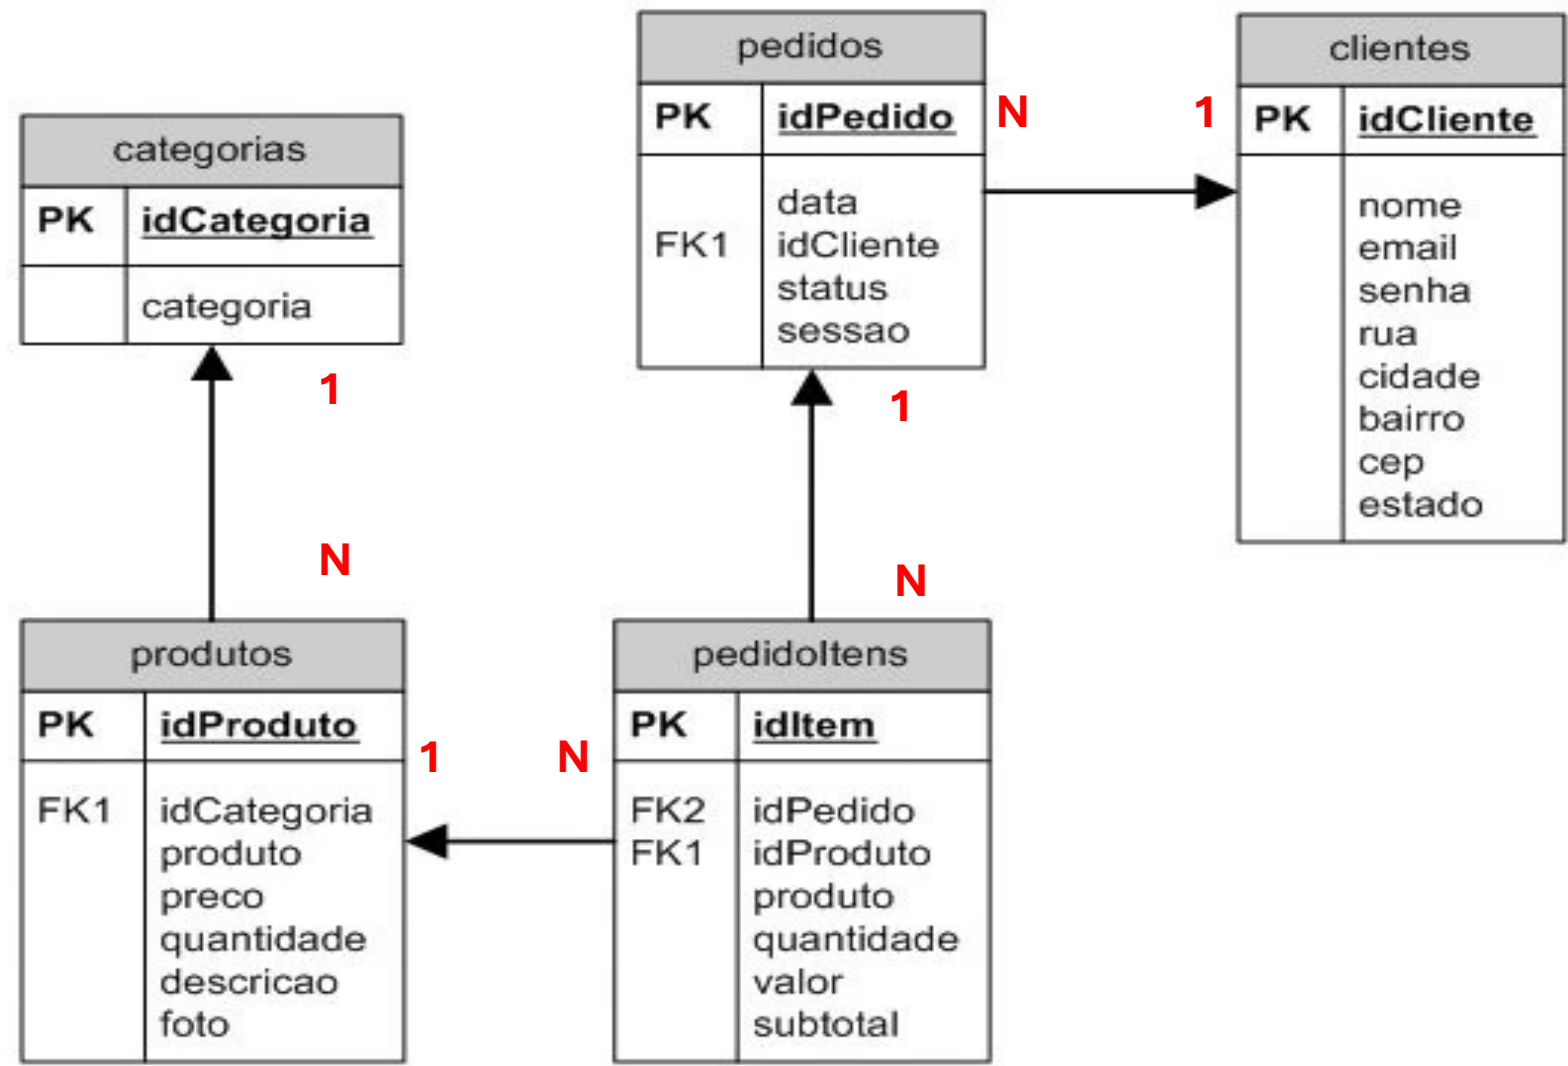 categorias
PK idCategoria
categoria
1
N
produtos
PK idProduto
FK1 idCategoria
produto
preco
quantidade
descricao
foto
1 N
pedidoItens
PK idItem
FK2 idPedido
FK1 idProduto
produto
quantidade
valor
subtotal
N
1
pedidos
PK idPedido
data
FK1 idCliente
status
sessao
N 1
clientes
PK idCliente
nome
email
senha
rua
cidade
bairro
cep
estado